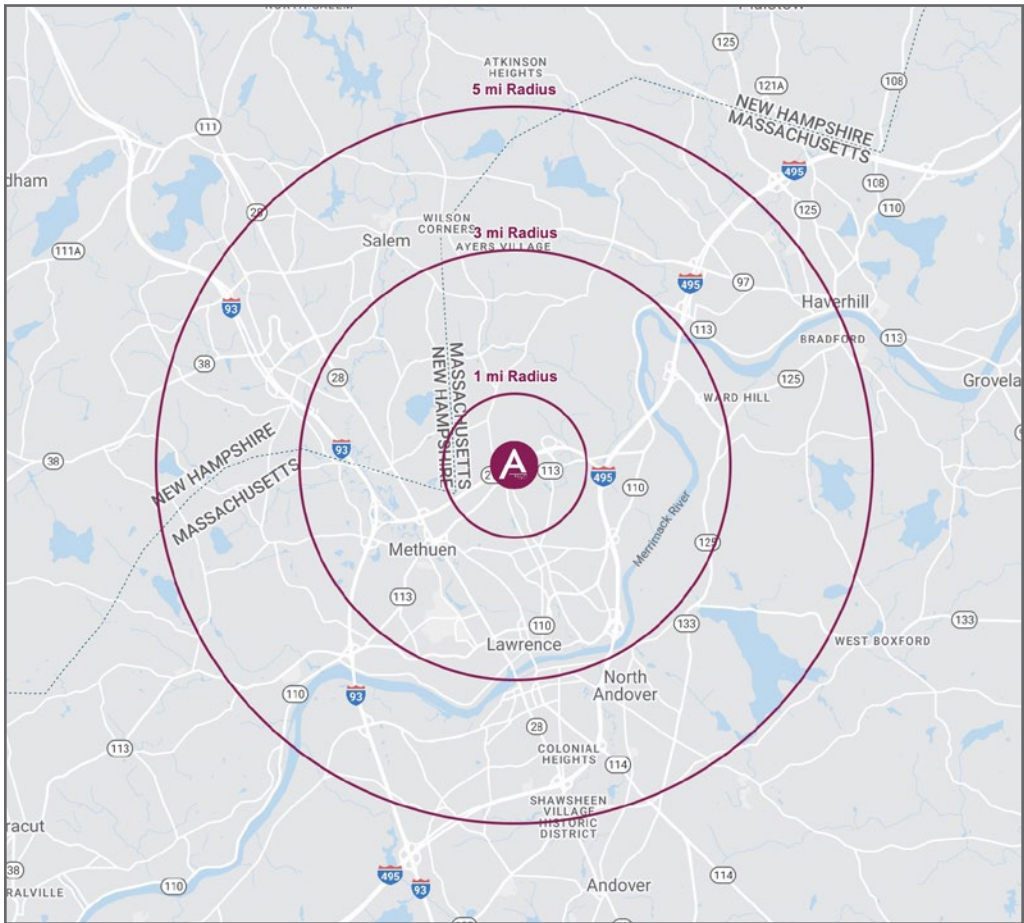 125
ATKINSON
HEIGHTS
5 mi Radius
121A
108
NEW HAMPSHIRE
MASSACHUSETTS
111
495
dham
108
125
110
28
WILSON
CORNERS
3 mi Radius
Salem
AYERS VILLAGE
111A
495
97
93
Haverhill
113
BRADFORD
113
38
1 mi Radius
28
125
Grovela
MASSACHUSETTS
NEW HAMPSHIRE
WARD HILL
NEW HAMPSHIRE
MASSACHUSETTS
93
38
A
113
495
110
Merrimack River
Methuen
125
113
110
133
133
Lawrence
WEST BOXFORD
North
Andover
110
93
28
113
COLONIAL
HEIGHTS
114
SHAWSHEEN
VILLAGE
HISTORIC
DISTRICT
racut
38
RALVILLE
110
495
93
Andover
114